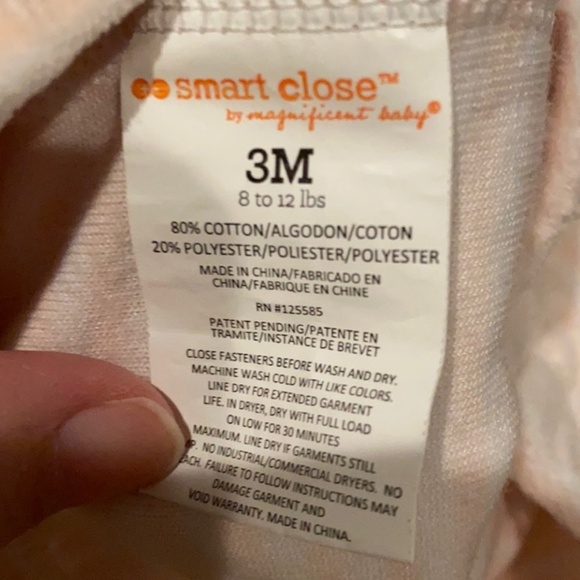 smart close™
by magnificent baby®
3M
8 to 12 lbs
80% COTTON/ALGODON/COTON
20% POLYESTER/POLIESTER/POLYESTER
MADE IN CHINA/FABRICADO EN
CHINA/FABRIQUE EN CHINE
RN #125585
PATENT PENDING/PATENTE EN
TRAMITE/INSTANCE DE BREVET
CLOSE FASTENERS BEFORE WASH AND DRY.
MACHINE WASH COLD WITH LIKE COLORS.
LINE DRY FOR EXTENDED GARMENT
LIFE. IN DRYER, DRY WITH FULL LOAD
ON LOW FOR 30 MINUTES
MAXIMUM. LINE DRY IF GARMENTS STILL
NO INDUSTRIAL/COMMERCIAL DRYERS. NO
FAILURE TO FOLLOW INSTRUCTIONS MAY
DAMAGE GARMENT AND
VOID WARRANTY. MADE IN CHINA.